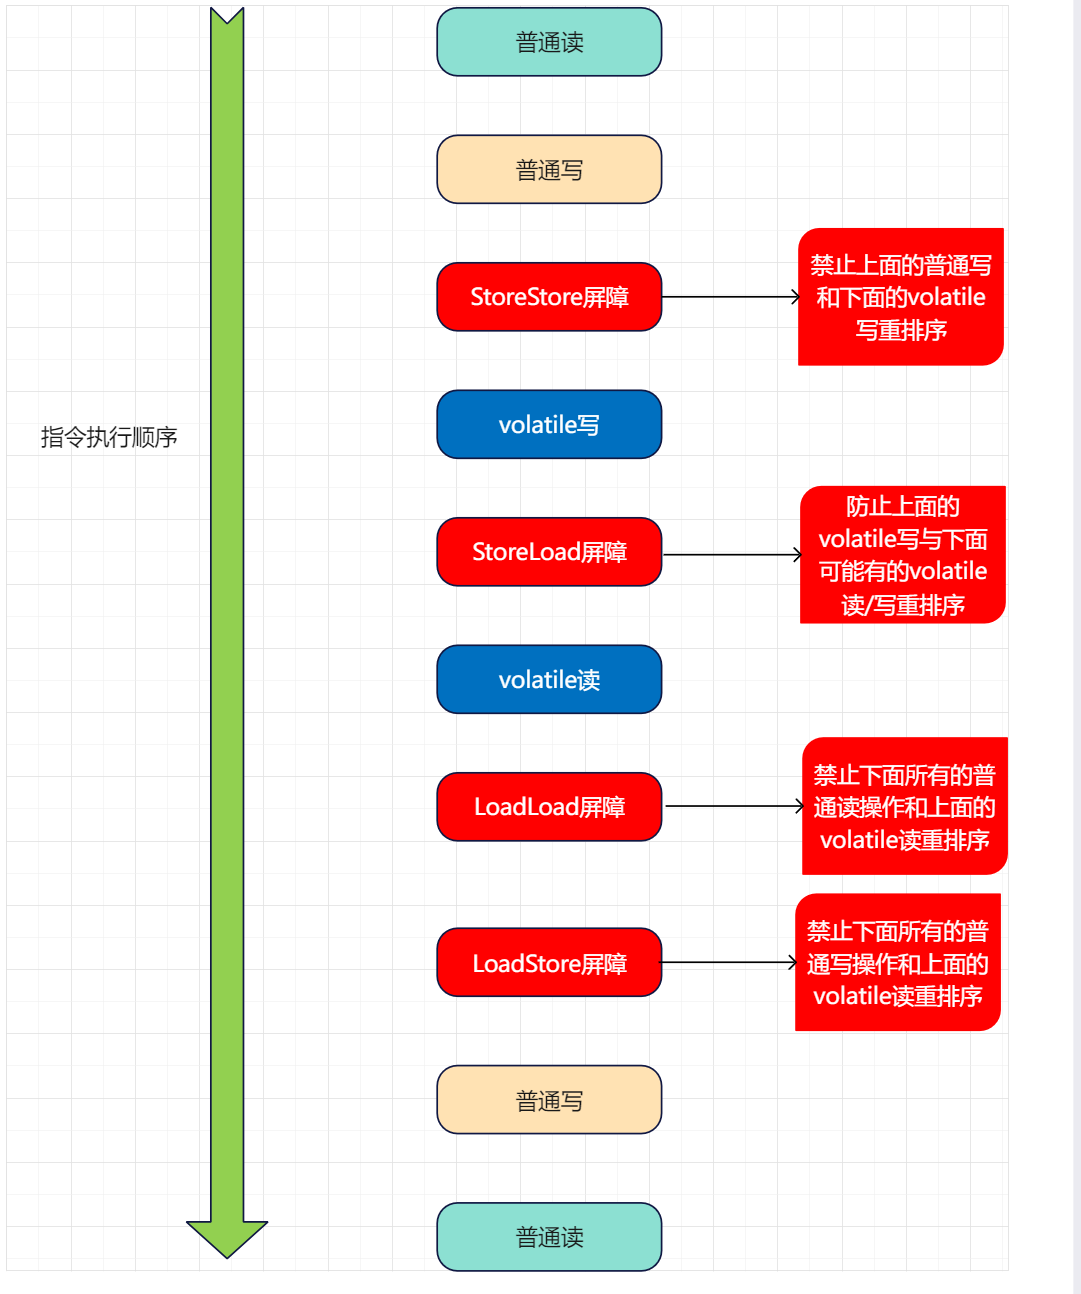 普通读
普通写
StoreStore屏障
禁止上面的普通写
和下面的volatile
写重排序
volatile写
指令执行顺序
StoreLoad屏障
防止上面的
volatile写与下面
可能有的volatile
读/写重排序
volatile读
LoadLoad屏障
禁止下面所有的普
通读操作和上面的
volatile读重排序
LoadStore屏障
禁止下面所有的普
通写操作和上面的
volatile读重排序
普通写
普通读